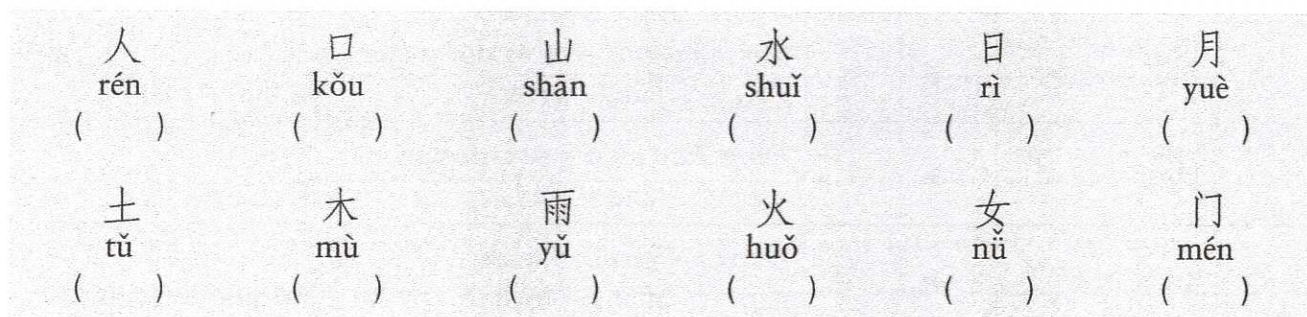 人 口 山 水 日 月
rén kǒu shān shuǐ rì yuè
( ) ( ) ( ) ( ) ( ) ( )
土 木 雨 火 女 门
tǔ mù yǔ huǒ nǚ mén
( ) ( ) ( ) ( ) ( ) ( )